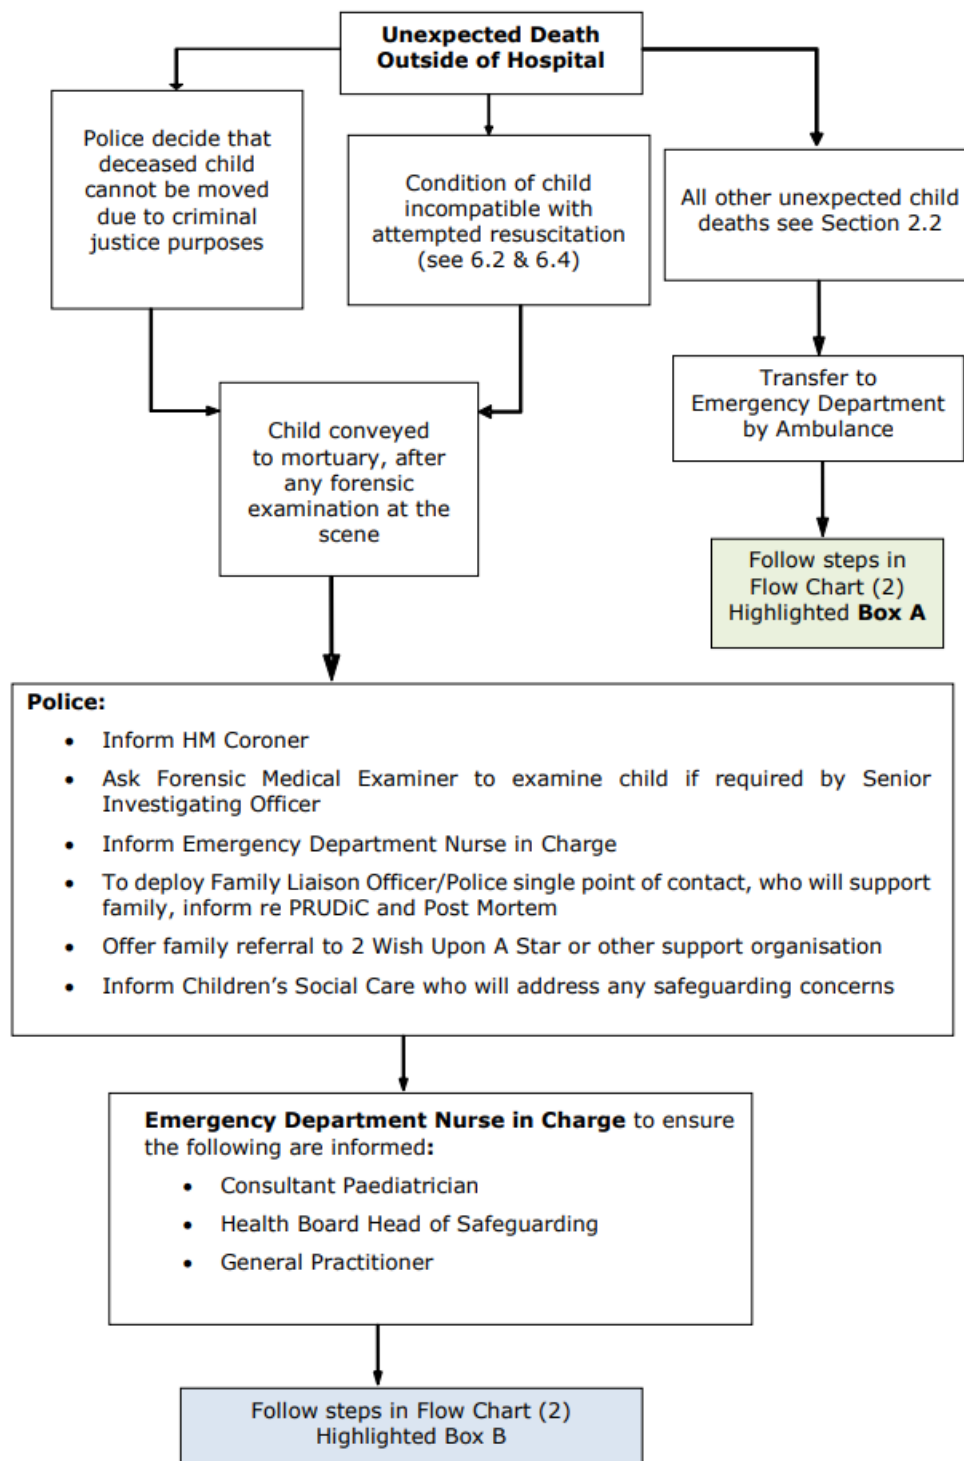 Unexpected Death
Outside of Hospital
Police decide that
deceased child
cannot be moved
due to criminal
justice purposes
Condition of child
incompatible with
attempted resuscitation
(see 6.2 & 6.4)
All other unexpected child
deaths see Section 2.2
Transfer to
Emergency Department
by Ambulance
Child conveyed
to mortuary, after
any forensic
examination at the
scene
Follow steps in
Flow Chart (2)
Highlighted Box A
Police:
• Inform HM Coroner
• Ask Forensic Medical Examiner to examine child if required by Senior
Investigating Officer
• Inform Emergency Department Nurse in Charge
• To deploy Family Liaison Officer/Police single point of contact, who will support
family, inform re PRUDiC and Post Mortem
• Offer family referral to 2 Wish Upon A Star or other support organisation
• Inform Children's Social Care who will address any safeguarding concerns
Emergency Department Nurse in Charge to ensure
the following are informed:
• Consultant Paediatrician
• Health Board Head of Safeguarding
• General Practitioner
Follow steps in Flow Chart (2)
Highlighted Box B